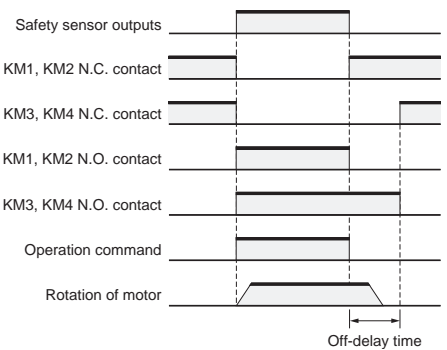 Safety sensor outputs
KM1, KM2 N.C. contact
KM3, KM4 N.C. contact
KM1, KM2 N.O. contact
KM3, KM4 N.O. contact
Operation command
Rotation of motor
Off-delay time